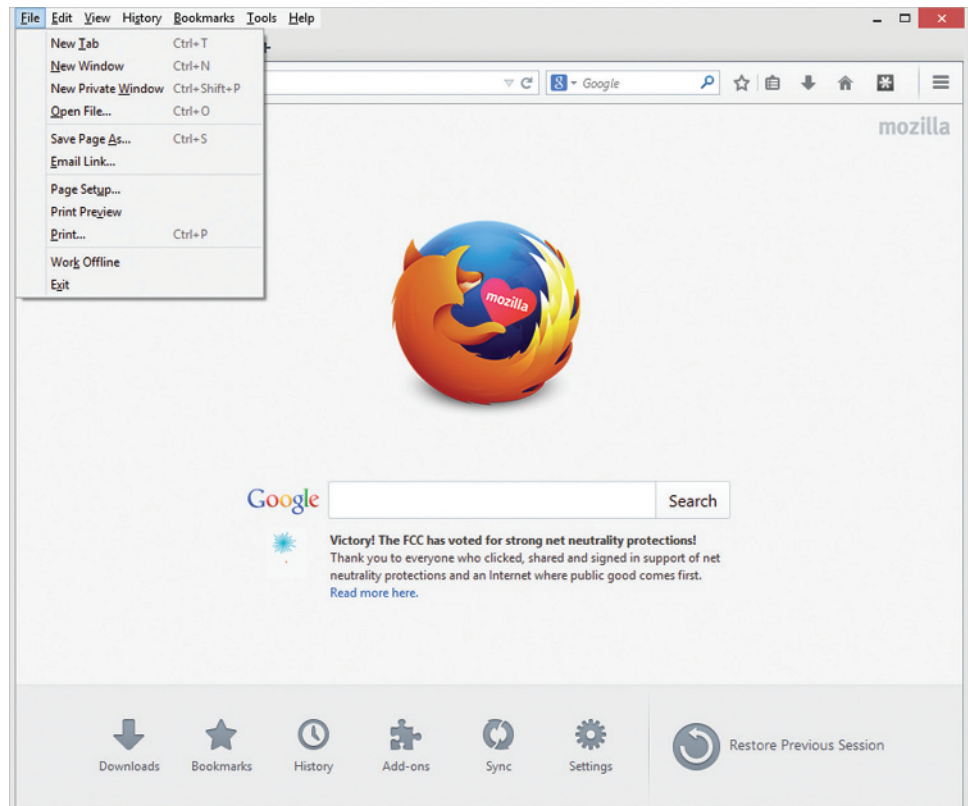 File Edit View History Bookmarks Tools Help
New Tab Ctrl+T
New Window Ctrl+N
New Private Window Ctrl+Shift+P
Open File... Ctrl+O
Save Page As... Ctrl+S
Email Link...
Page Setup...
Print Preview
Print... Ctrl+P
Work Offline
Exit
8 Google
mozilla
mozilla
Google Search
Victory! The FCC has voted for strong net neutrality protections!
Thank you to everyone who clicked, shared and signed in support of net
neutrality protections and an Internet where public good comes first.
Read more here.
Downloads Bookmarks History Add-ons Sync Settings Restore Previous Session